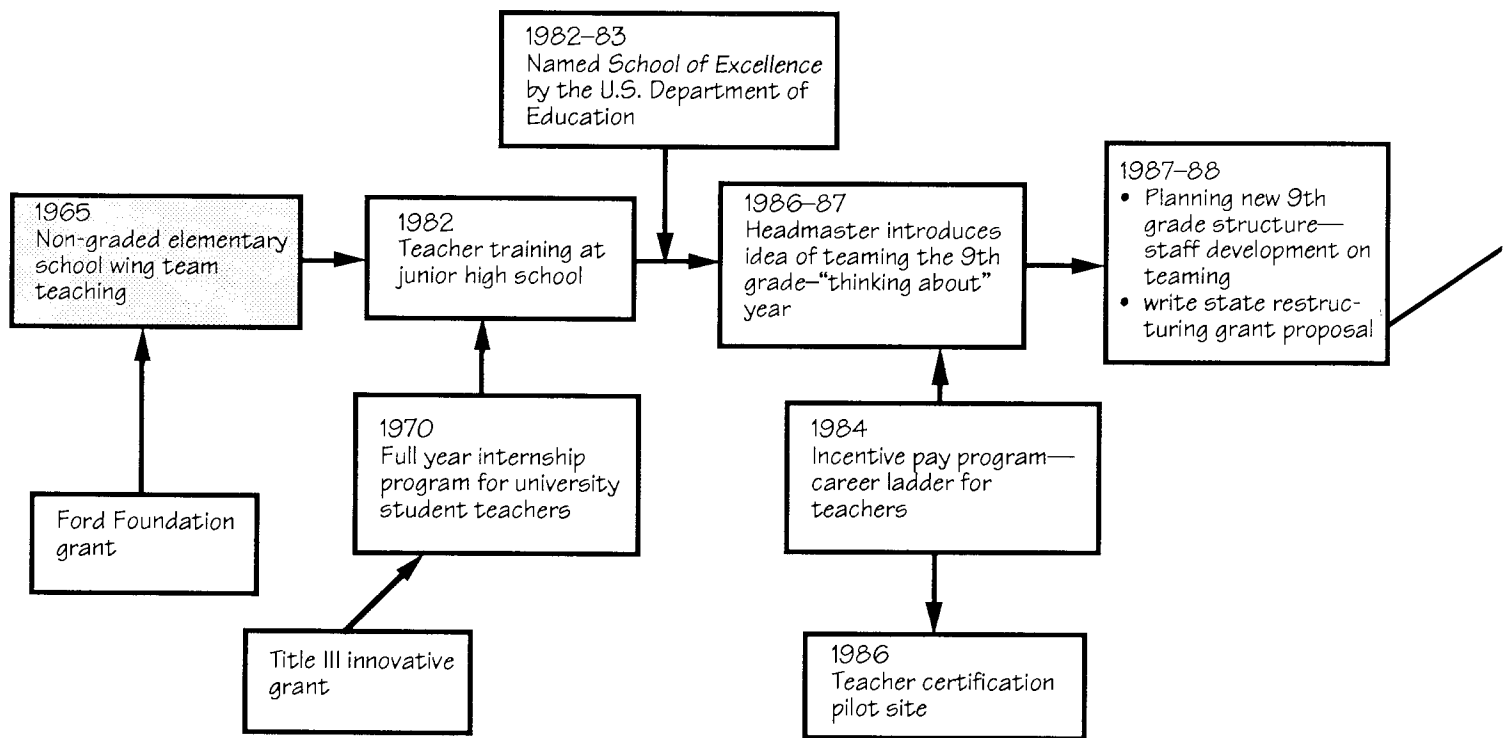 1982–83
Named School of Excellence
by the U.S. Department of
Education
1965
Non-graded elementary
school wing team
teaching
1982
Teacher training at
junior high school
1986–87
Headmaster introduces
idea of teaming the 9th
grade–“thinking about”
year
1987–88
• Planning new 9th
grade structure—
staff development on
teaming
• write state restruc-
turing grant proposal
Ford Foundation
grant
1970
Full year internship
program for university
student teachers
1984
Incentive pay program—
career ladder for
teachers
Title III innovative
grant
1986
Teacher certification
pilot site